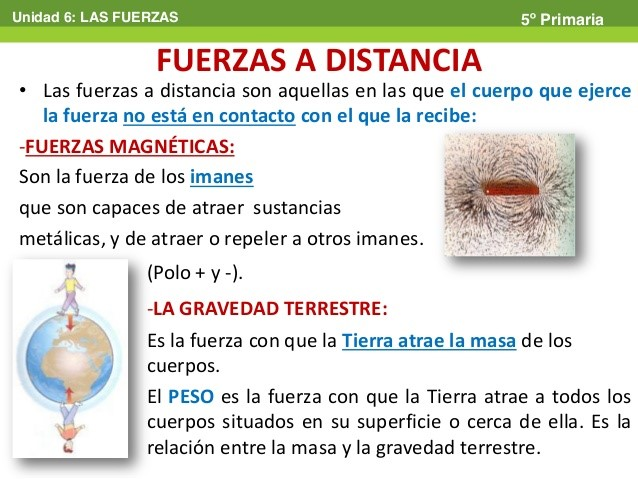 Unidad 6: LAS FUERZAS
5º Primaria
FUERZAS A DISTANCIA
• Las fuerzas a distancia son aquellas en las que el cuerpo que ejerce
la fuerza no está en contacto con el que la recibe:
-FUERZAS MAGNÉTICAS:
Son la fuerza de los imanes
que son capaces de atraer sustancias
metálicas, y de atraer o repeler a otros imanes.
(Polo + y -).
-LA GRAVEDAD TERRESTRE:
Es la fuerza con que la Tierra atrae la masa de los
cuerpos.
El PESO es la fuerza con que la Tierra atrae a todos los
cuerpos situados en su superficie o cerca de ella. Es la
relación entre la masa y la gravedad terrestre.